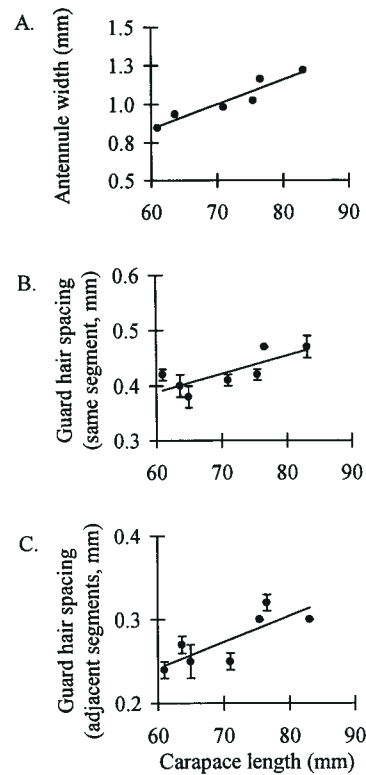 A.
Antennule width (mm)
1.5
1.3
1.0
0.8
0.5
60 70 80 90
B.
Guard hair spacing
(same segment, mm)
0.6
0.5
0.4
0.3
60 70 80 90
C.
Guard hair spacing
(adjacent segments, mm)
0.4
0.3
0.2
60 70 80 90
Carapace length (mm)